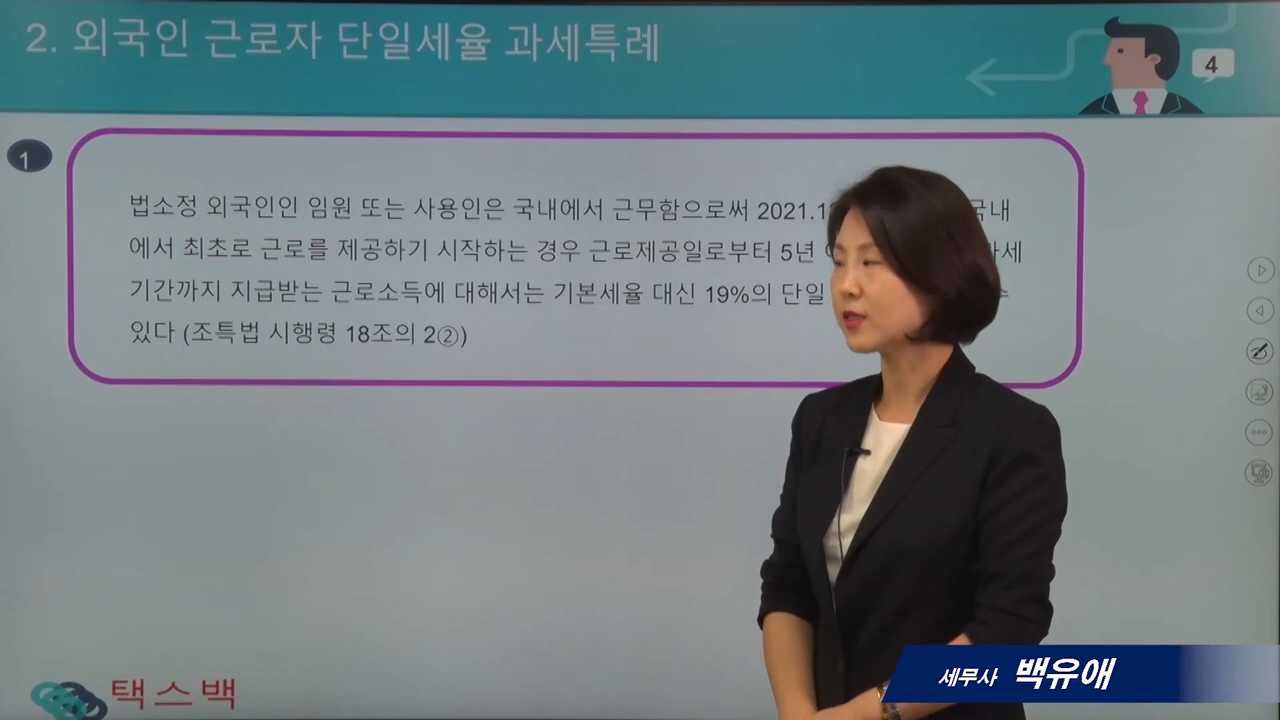 2. 외국인 근로자 단일세율 과세특례
4
1
법소정 외국인인 임원 또는 사용인은 국내에서 근무함으로써 2021.1 국내
에서 최초로 근로를 제공하기 시작하는 경우 근로제공일로부터 5년
기간까지 지급받는 근로소득에 대해서는 기본세율 대신 19%의 단일
있다 (조특법 시행령 18조의 2②)
택스백
세무사 백유애